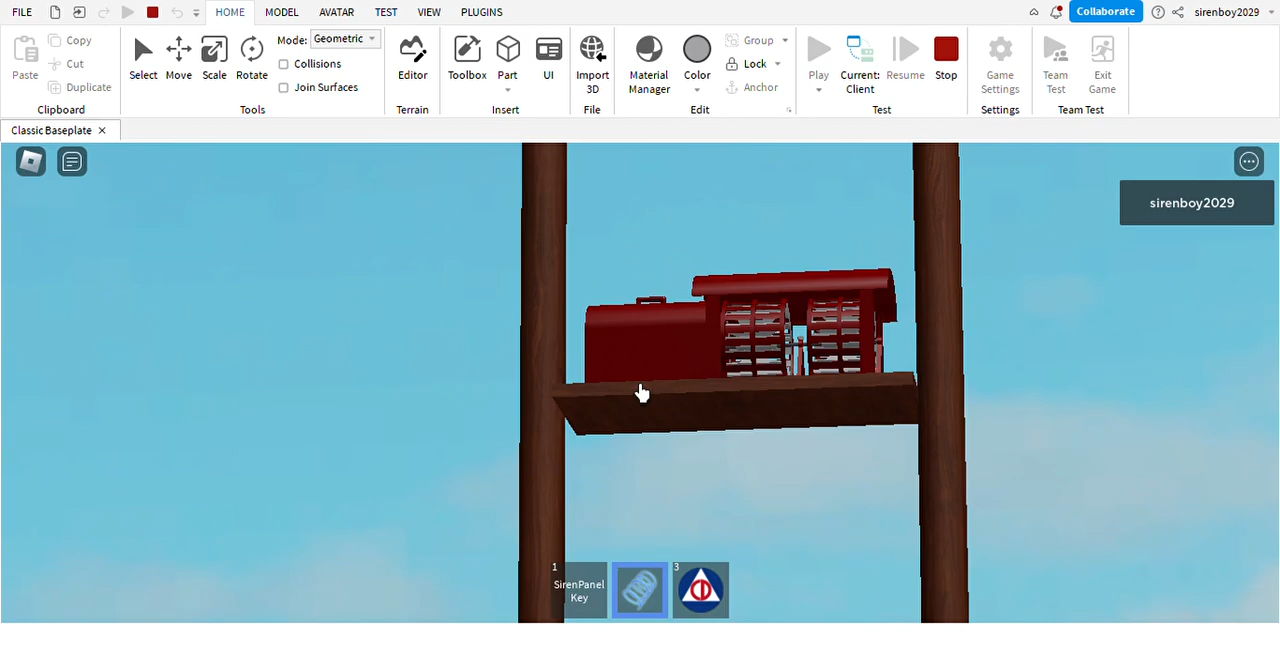 FILE HOME MODEL AVATAR TEST VIEW PLUGINS Collaborate sirenboy2029
Paste Copy Cut Duplicate Clipboard
Select Move Scale Rotate Mode: Geometric Collisions Join Surfaces Tools
Editor Terrain
Toolbox Part UI Insert
Import 3D File
Material Manager Color Group Lock Anchor Edit
Play Current: Client Resume Stop Test
Game Settings Settings
Team Test Exit Game Team Test
Classic Baseplate
sirenboy2029
1
SirenPanel
Key
3
CD